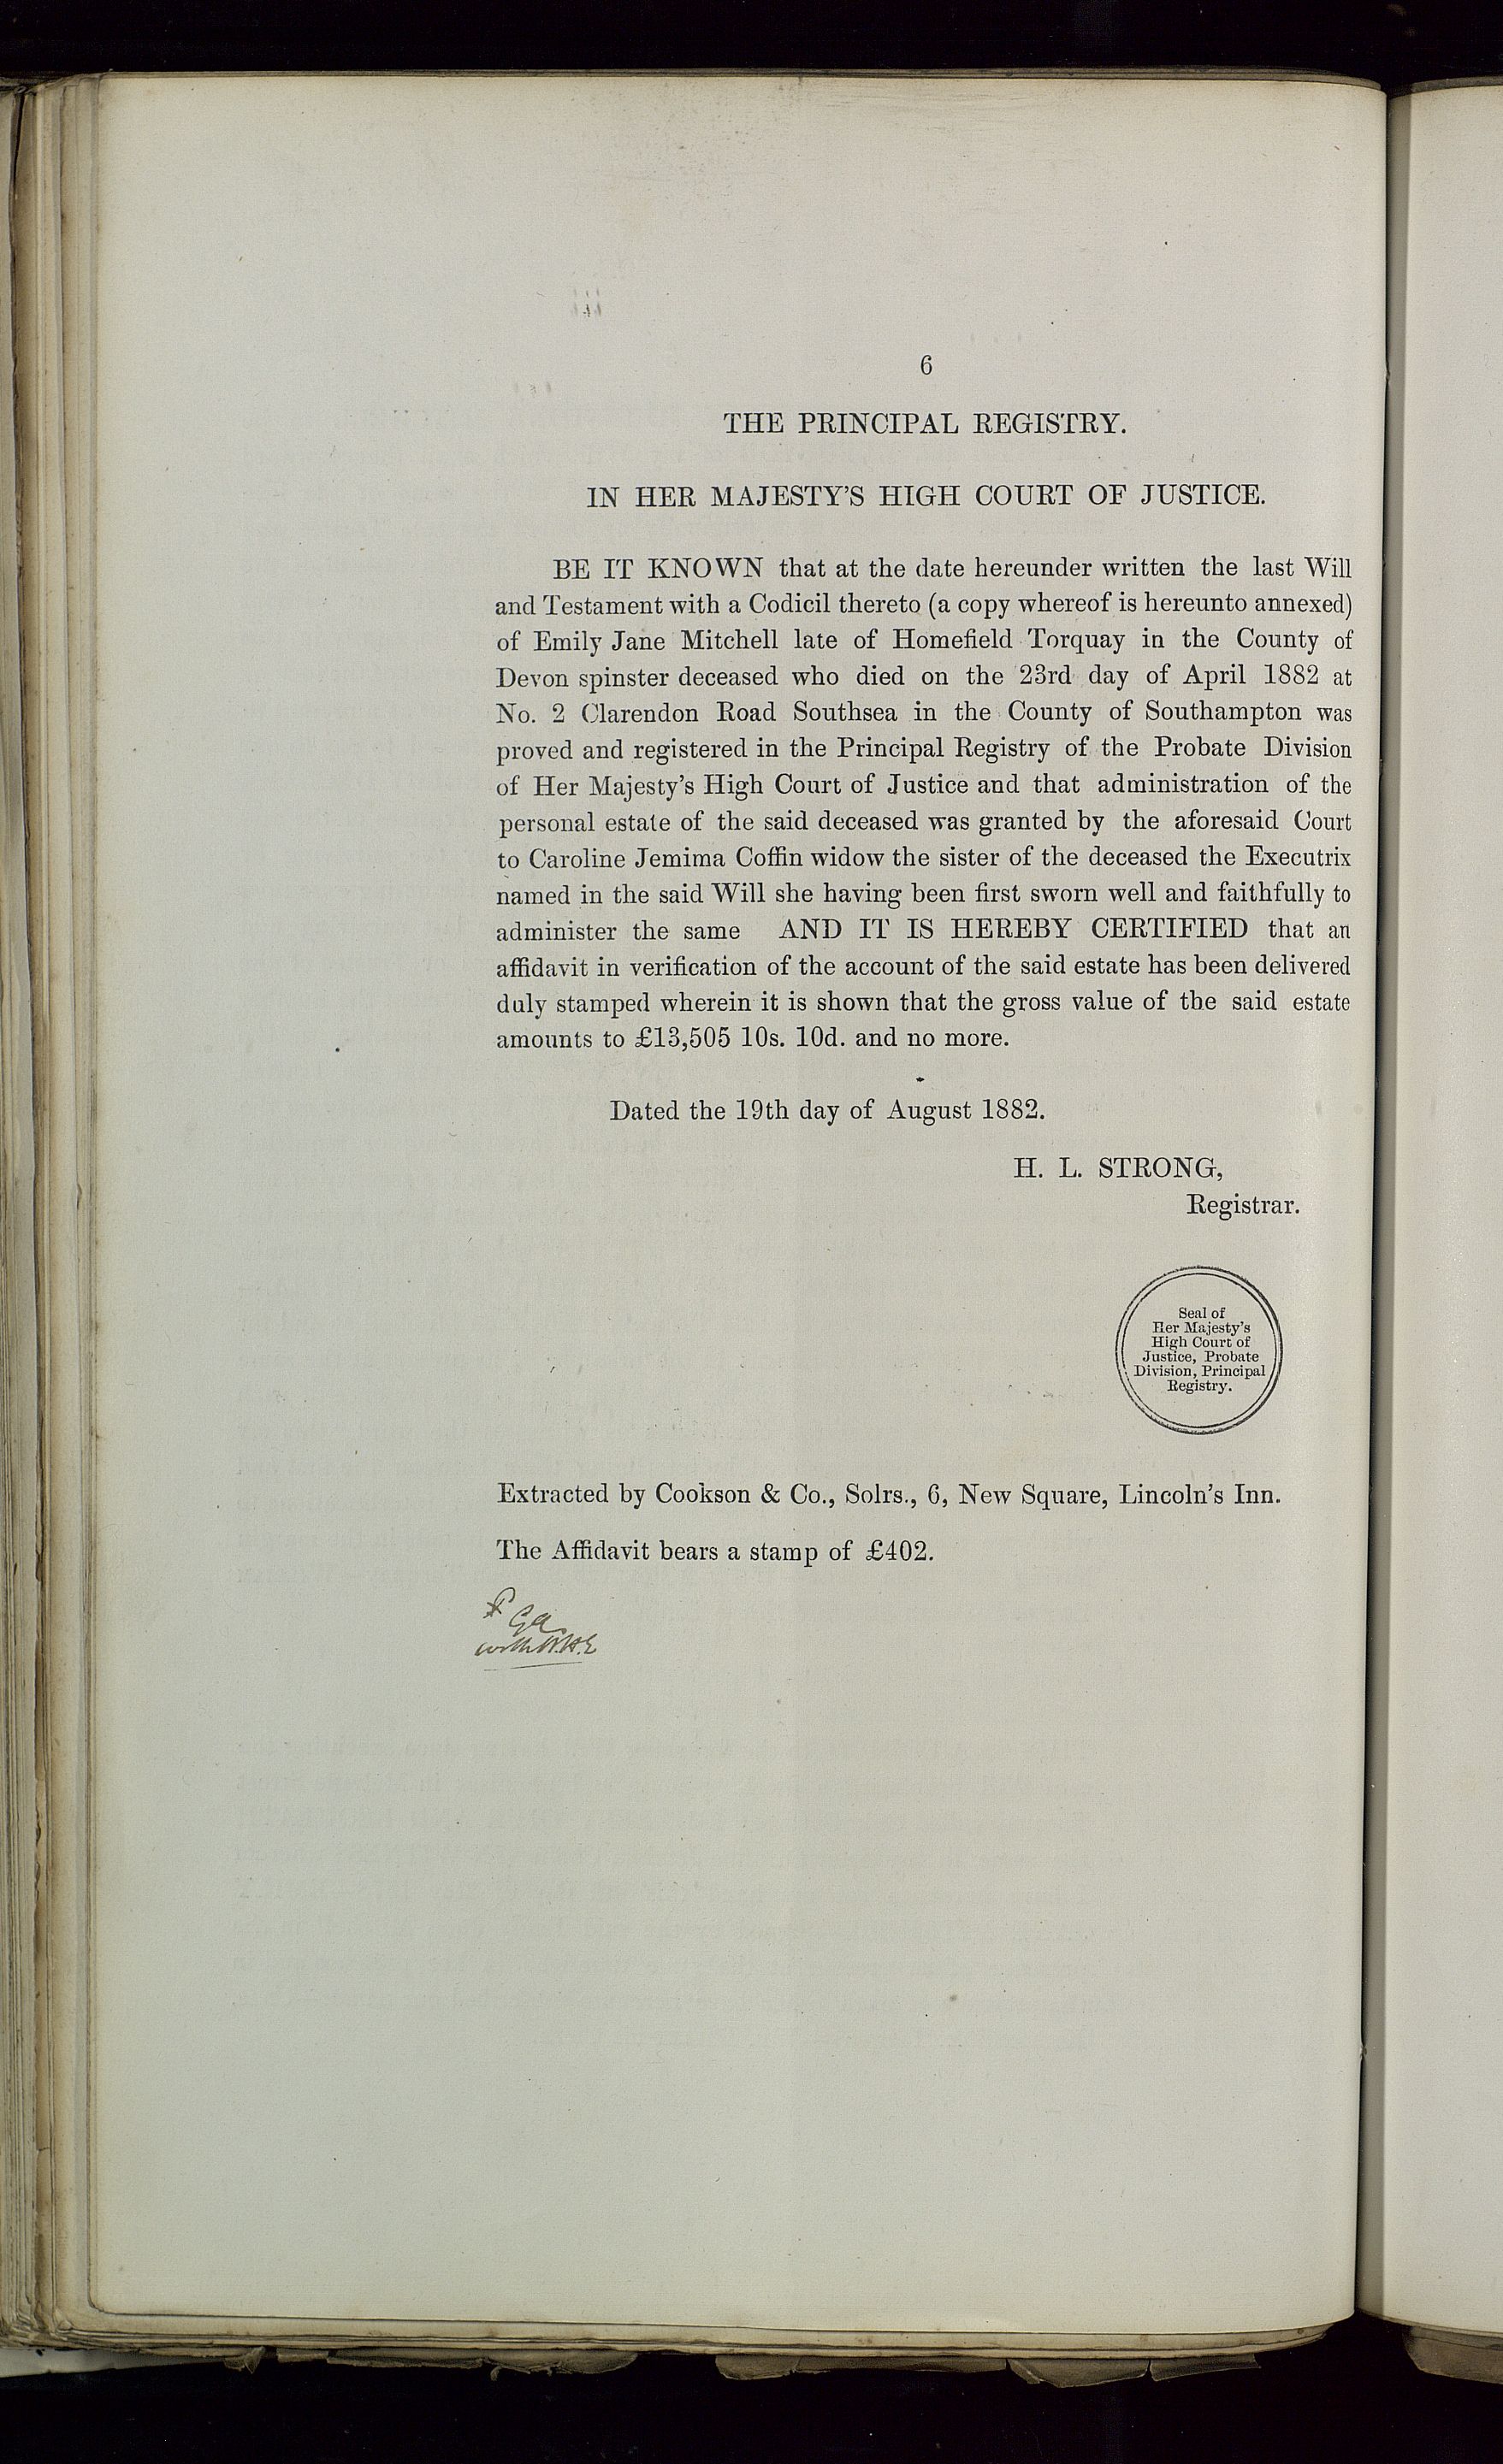 6
THE PRINCIPAL REGISTRY.
IN HER MAJESTY'S HIGH COURT OF JUSTICE.
BE IT KNOWN that at the date hereunder written the last Will
and Testament with a Codicil thereto (a copy whereof is hereunto annexed)
of Emily Jane Mitchell late of Homefield Torquay in the County of
Devon spinster deceased who died on the 23rd day of April 1882 at
No. 2 Clarendon Road Southsea in the County of Southampton was
proved and registered in the Principal Registry of the Probate Division
of Her Majesty's High Court of Justice and that administration of the
personal estate of the said deceased was granted by the aforesaid Court
to Caroline Jemima Coffin widow the sister of the deceased the Executrix
named in the said Will she having been first sworn well and faithfully to
administer the same AND IT IS HEREBY CERTIFIED that an
affidavit in verification of the account of the said estate has been delivered
duly stamped wherein it is shown that the gross value of the said estate
amounts to £13,505 10s. 10d. and no more.
Dated the 19th day of August 1882.
H. L. STRONG,
Registrar.
Seal of
Her Majesty's
High Court of
Justice, Probate
Division, Principal
Registry.
Extracted by Cookson & Co., Solrs., 6, New Square, Lincoln's Inn.
The Affidavit bears a stamp of £402.